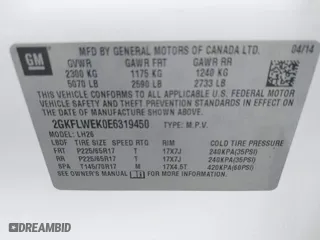 GM
MFD BY GENERAL MOTORS OF CANADA LTD. 04/14
GVWR GAWR FRT GAWR RR
2300 KG 1175 KG 1240 KG
5070 LB 2590 LB 2733 LB
THIS VEHICLE CONFORMS TO ALL APPLICABLE U.S. FEDERAL MOTOR
VEHICLE SAFETY AND THEFT PREVENTION STANDARDS IN EFFECT
ON THE DATE OF MANUFACTURE SHOWN ABOVE.
2GKFLWEK0E6319450 TYPE: M.P.V.
MODEL: LH26
LBDF TIRE SIZE SPEED RTG RIM COLD TIRE PRESSURE
FRT P225/65R17 T 17X7J 240KPA(35PSI)
RR P225/65R17 T 17X7J 240KPA(35PSI)
SPA T145/70R17 M 17X4.5T 420KPA(60PSI)
SEE OWNER'S MANUAL FOR MORE INFORMATION.
DEALER'S AUTO AUCTION